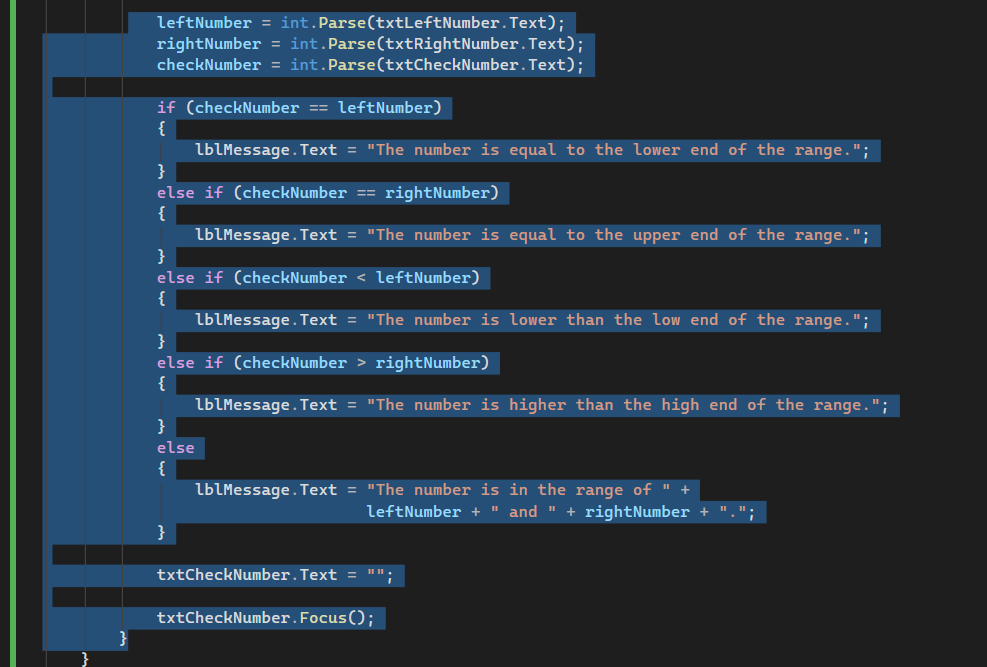 leftNumber = int.Parse(txtLeftNumber.Text);
rightNumber = int.Parse(txtRightNumber.Text);
checkNumber = int.Parse(txtCheckNumber.Text);
if (checkNumber == leftNumber)
{
lblMessage.Text = "The number is equal to the lower end of the range.";
}
else if (checkNumber == rightNumber)
{
lblMessage.Text = "The number is equal to the upper end of the range.";
}
else if (checkNumber < leftNumber)
{
lblMessage.Text = "The number is lower than the low end of the range.";
}
else if (checkNumber > rightNumber)
{
lblMessage.Text = "The number is higher than the high end of the range.";
}
else
{
lblMessage.Text = "The number is in the range of " +
leftNumber + " and " + rightNumber + ".";
}
txtCheckNumber.Text = "";
txtCheckNumber.Focus();
}
}